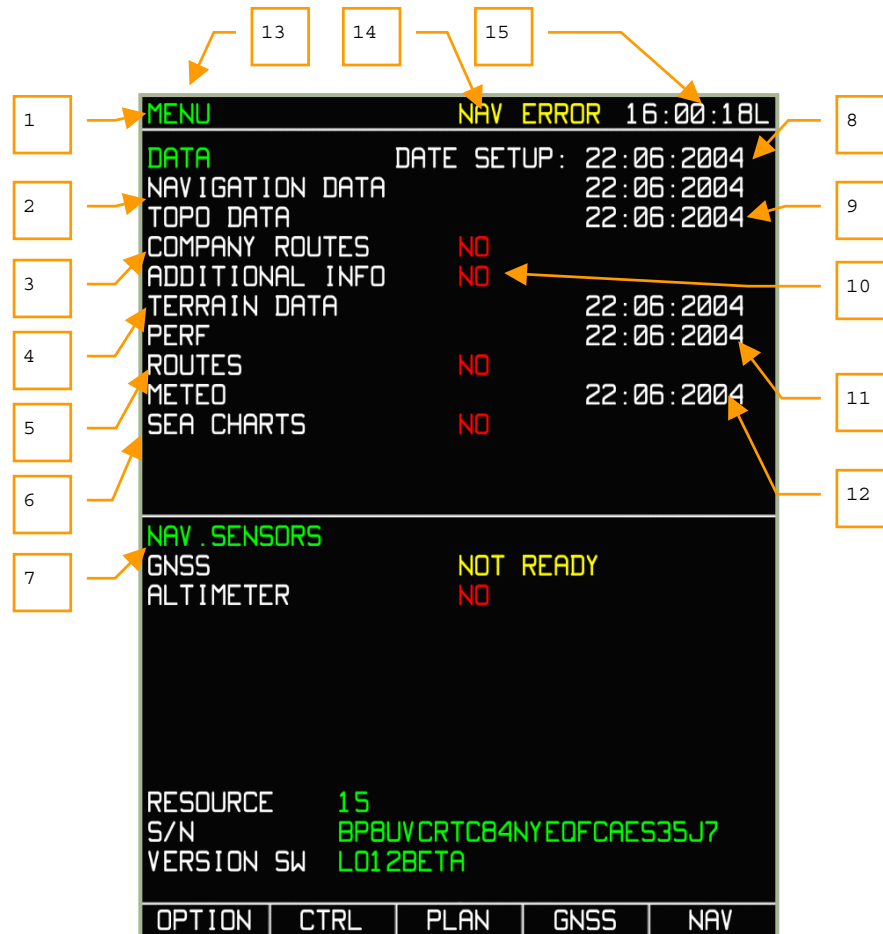 13 14 15
1 MENU NAV ERROR 16:00:18L 8
DATA DATE SETUP: 22:06:2004
2 NAVIGATION DATA 22:06:2004
TOPO DATA 22:06:2004 9
COMPANY ROUTES NO
3 ADDITIONAL INFO NO 10
TERRAIN DATA 22:06:2004
4 PERF 22:06:2004
ROUTES NO
METEO 22:06:2004 11
5 SEA CHARTS NO
6 12
NAV.SENSORS
7 GNSS NOT READY
ALTIMETER NO
RESOURCE 15
S/N BP8UVCRTC84NYEQFCAES35J7
VERSION SW L012BETA
OPTION CTRL PLAN GNSS NAV